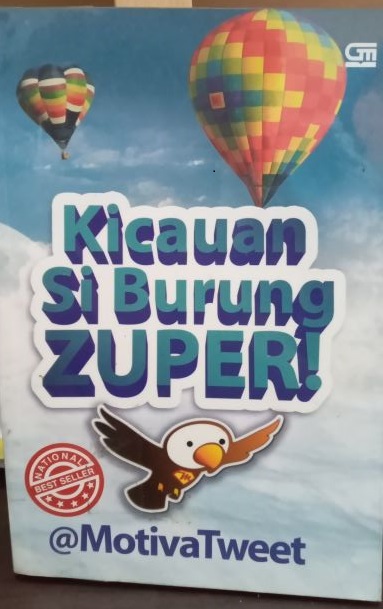 Kicauan
Si Burung
ZUPER!
NATIONAL
BEST SELLER
@MotivaTweet